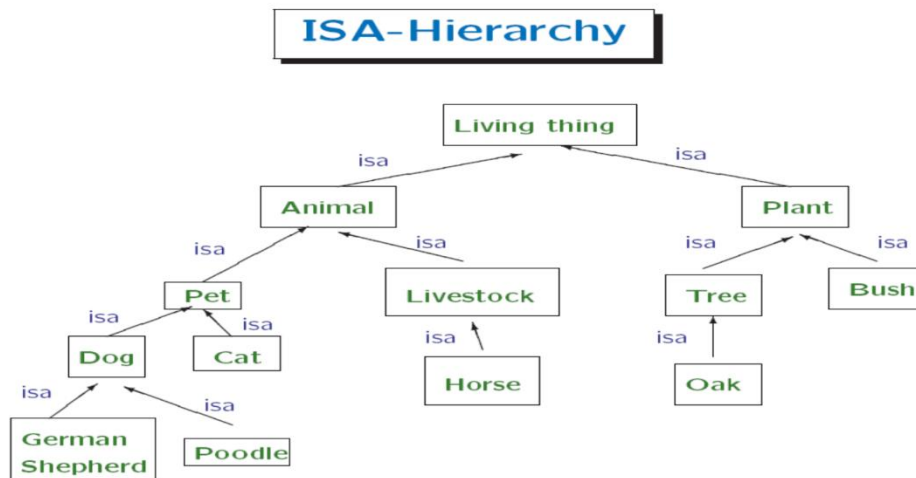 ISA-Hierarchy
Living thing
isa
isa
Animal
Plant
isa
isa
isa
isa
Pet
Livestock
Tree
Bush
isa
isa
isa
isa
Dog
Cat
Horse
Oak
isa
isa
German
Shepherd
Poodle